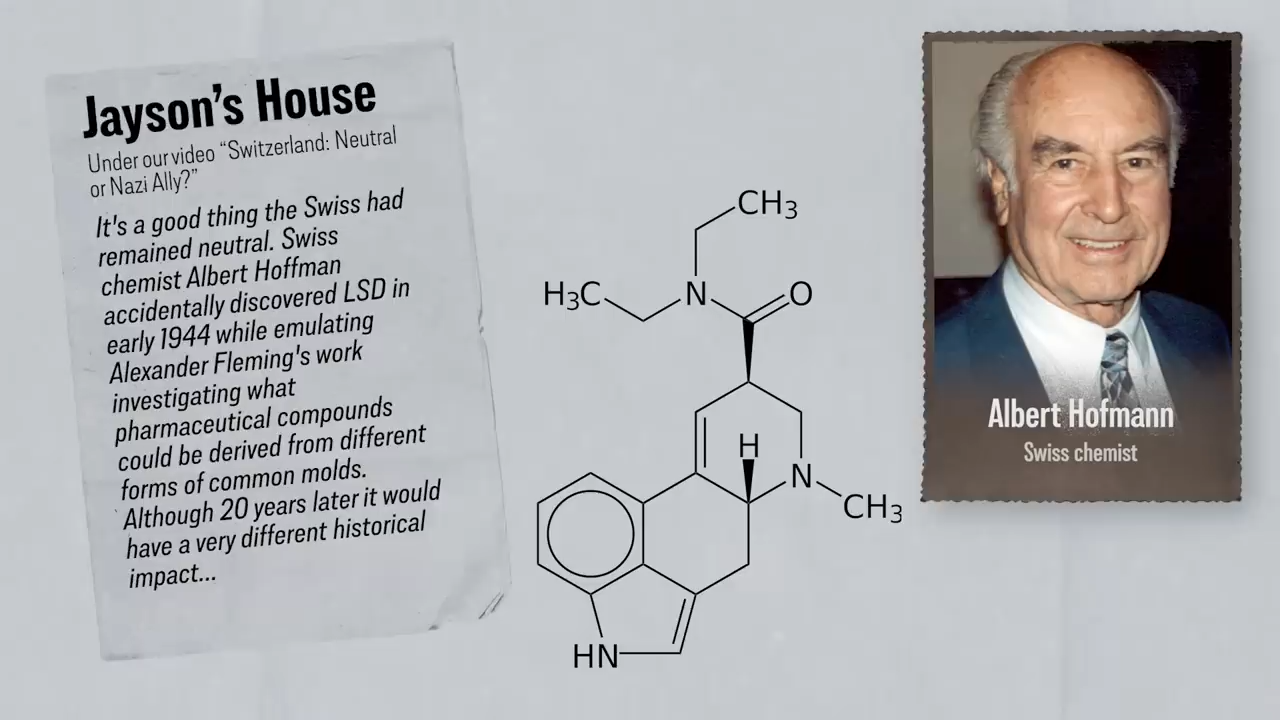 Jayson's House
Under our video “Switzerland: Neutral
or Nazi Ally?”
It's a good thing the Swiss had
remained neutral. Swiss
chemist Albert Hoffman
accidentally discovered LSD in
early 1944 while emulating
Alexander Fleming's work
investigating what
pharmaceutical compounds
could be derived from different
forms of common molds.
Although 20 years later it would
have a very different historical
impact...
CH3
H3C
N
O
H
N
CH3
HN
Albert Hofmann
Swiss chemist